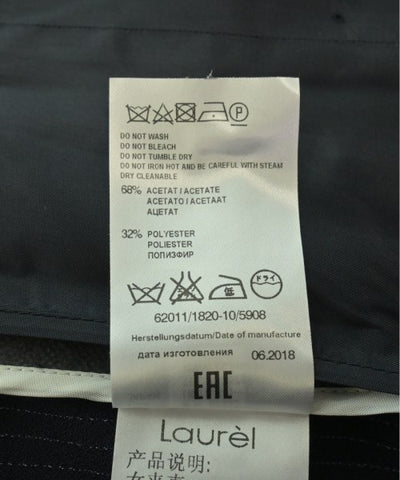 P
DO NOT WASH
DO NOT BLEACH
DO NOT TUMBLE DRY
DO NOT IRON HOT AND BE CAREFUL WITH STEAM
DRY CLEANABLE
68% ACETAT / ACETATE
ACETATO / ACETAAT
АЦЕТАТ
32% POLYESTER
POLIESTER
ПОЛИЭФИР
低 ドライ
62011/1820-10/5908
Herstellungsdatum/Date of manufacture
дата изготовления 06.2018
EAC
Laurèl
产品说明: